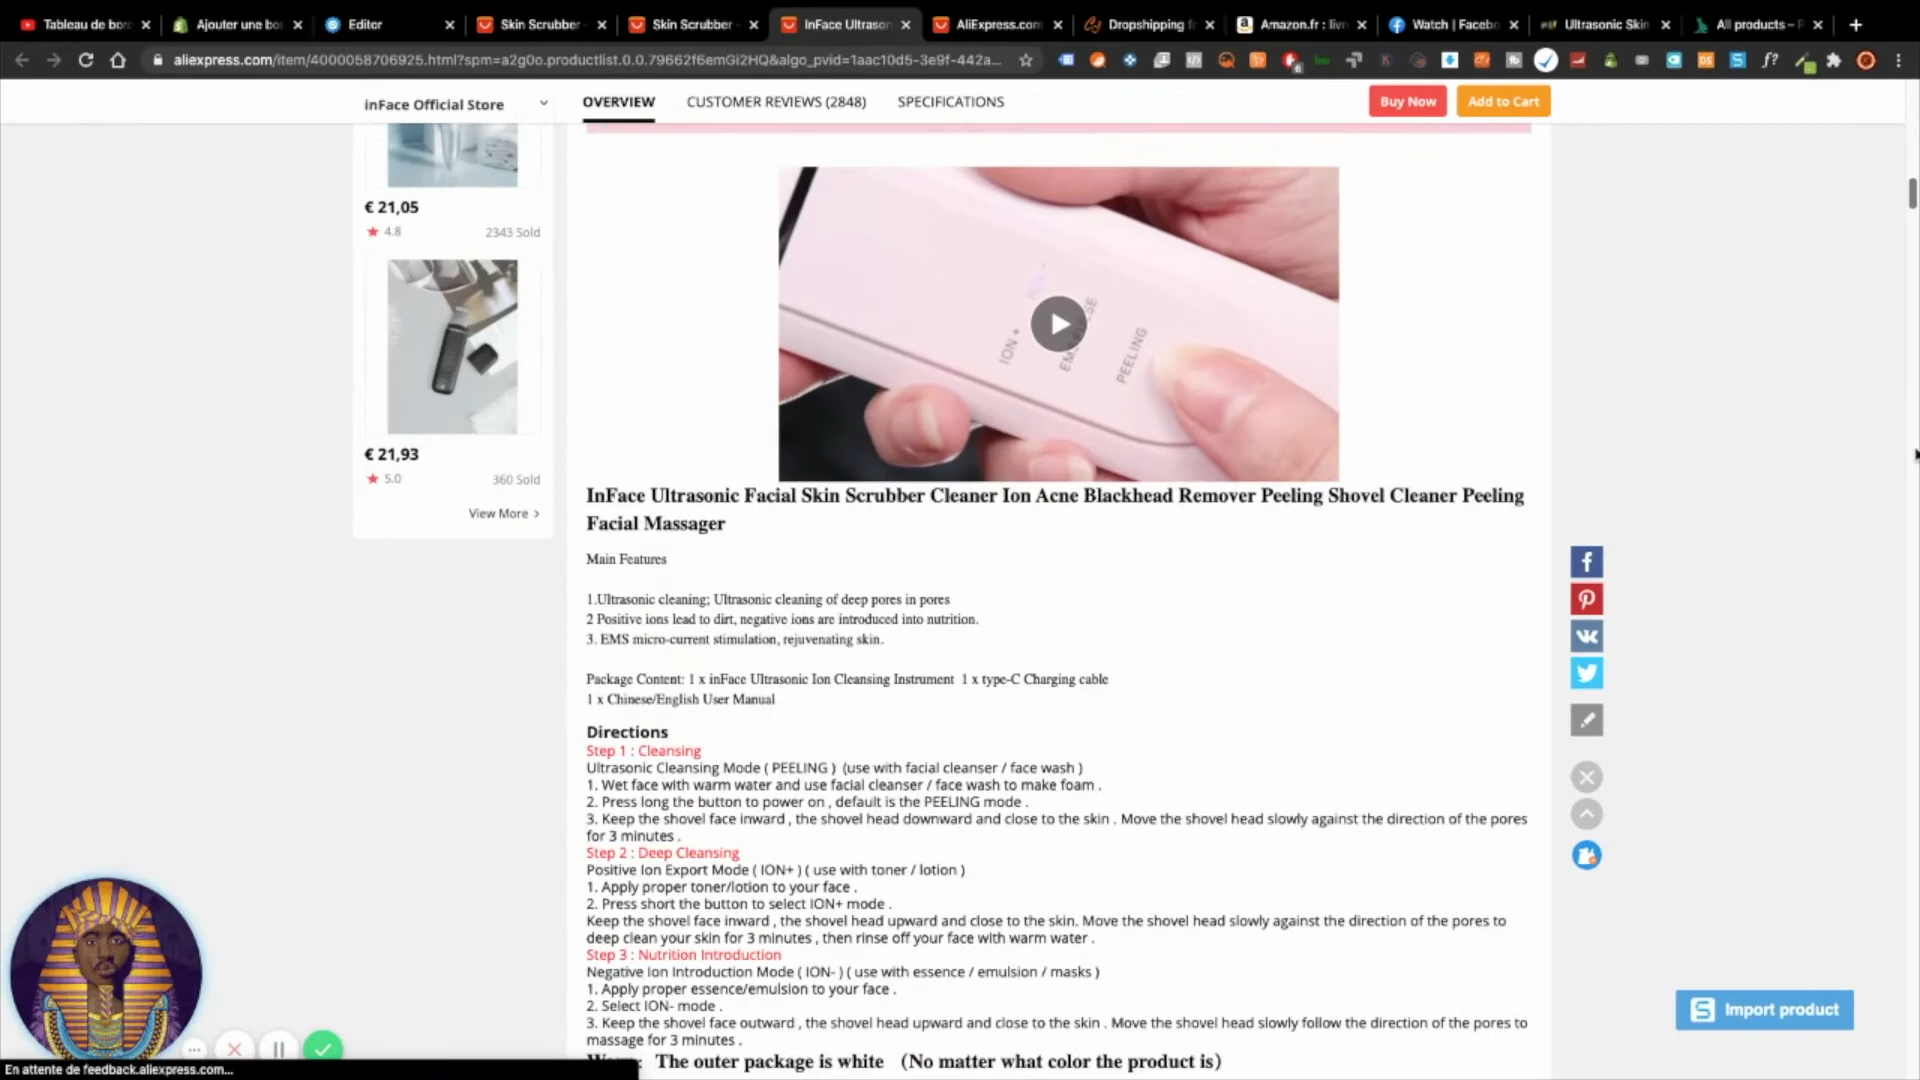 Tableau de bor
Ajouter une bo
Editor
Skin Scrubber
Skin Scrubber
InFace Ultrason
AliExpress.com
Dropshipping f
Amazon.fr : livr
Watch | Facebo
Ultrasonic Skin
All products – P
aliexpress.com/item/4000058706925.html?spm=a2g0o.productlist.0.0.79662f6emGi2HQ&algo_pvid=1aac10d5-3e9f-442a...
inFace Official Store
OVERVIEW
CUSTOMER REVIEWS (2848)
SPECIFICATIONS
Buy Now
Add to Cart
€ 21,05
4.8
2343 Sold
€ 21,93
5.0
360 Sold
View More >
ION +
PEELING
InFace Ultrasonic Facial Skin Scrubber Cleaner Ion Acne Blackhead Remover Peeling Shovel Cleaner Peeling
Facial Massager
Main Features
1.Ultrasonic cleaning; Ultrasonic cleaning of deep pores in pores
2 Positive ions lead to dirt, negative ions are introduced into nutrition.
3. EMS micro-current stimulation, rejuvenating skin.
Package Content: 1 x inFace Ultrasonic Ion Cleansing Instrument 1 x type-C Charging cable
1 x Chinese/English User Manual
Directions
Step 1 : Cleansing
Ultrasonic Cleansing Mode ( PEELING ) (use with facial cleanser / face wash )
1. Wet face with warm water and use facial cleanser / face wash to make foam .
2. Press long the button to power on , default is the PEELING mode .
3. Keep the shovel face inward , the shovel head downward and close to the skin . Move the shovel head slowly against the direction of the pores
for 3 minutes .
Step 2 : Deep Cleansing
Positive Ion Export Mode ( ION+ ) ( use with toner / lotion )
1. Apply proper toner/lotion to your face .
2. Press short the button to select ION+ mode .
Keep the shovel face inward , the shovel head upward and close to the skin. Move the shovel head slowly against the direction of the pores to
deep clean your skin for 3 minutes , then rinse off your face with warm water .
Step 3 : Nutrition Introduction
Negative Ion Introduction Mode ( ION- ) ( use with essence / emulsion / masks )
1. Apply proper essence/emulsion to your face .
2. Select ION- mode .
3. Keep the shovel face outward , the shovel head upward and close to the skin . Move the shovel head slowly follow the direction of the pores to
massage for 3 minutes .
The outer package is white （No matter what color the product is）
Import product
En attente de feedback.aliexpress.com...